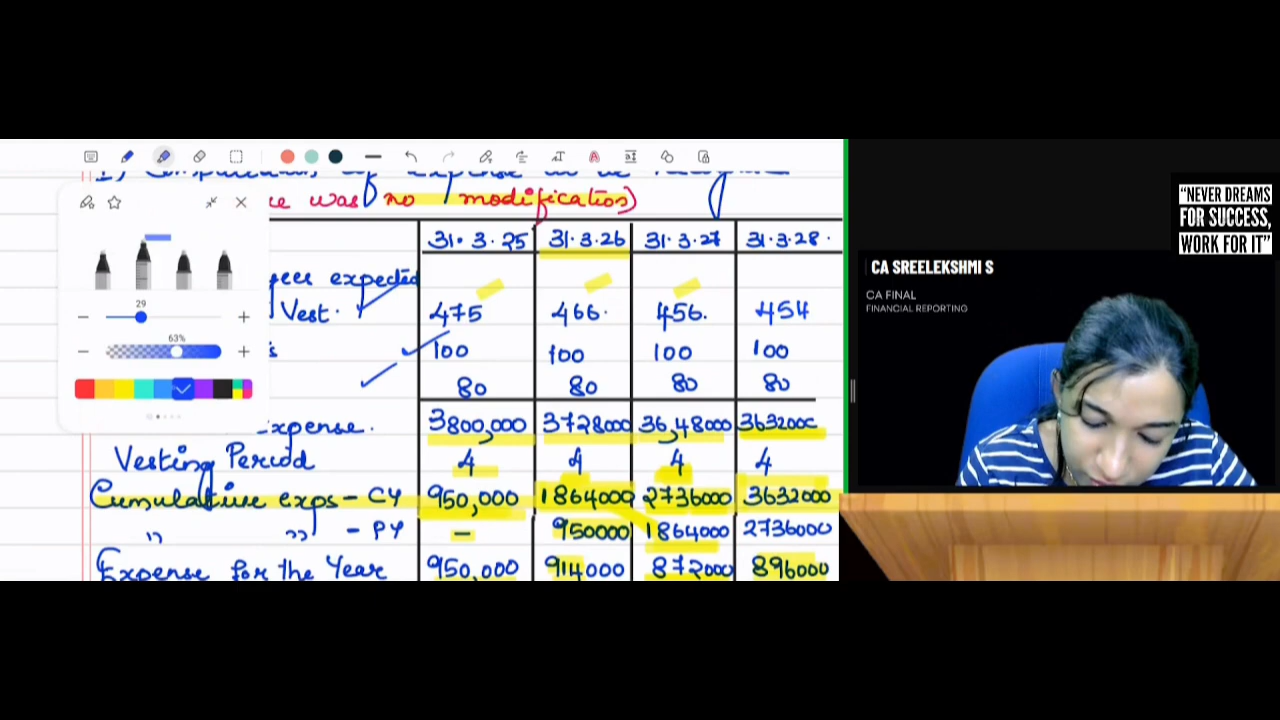 29
63%
no modification)
31.3.25 31.3.26 31.3.27 31.3.28.
expected
Vest. 475 466. 456. 454
100 100 100 100
80 80 80 80
3800,000 3728000 36,48000 3632000
Vesting Period 4 4 4 4
Cumulative exps - CY 950,000 1864000 2736000 3632000
" " - PY - 950000 1864000 2736000
Expense for the Year 950,000 914000 872000 896000
"NEVER DREAMS
FOR SUCCESS,
WORK FOR IT"
CA SREELEKSHMI S
CA FINAL
FINANCIAL REPORTING